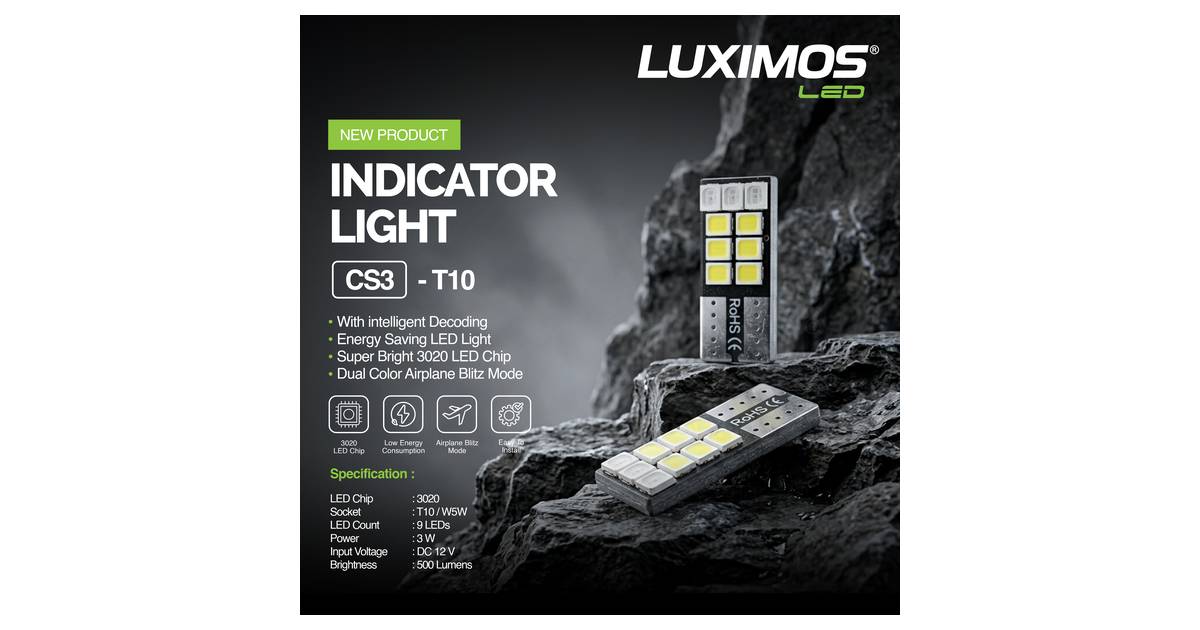 LUXIMOS®
LED
NEW PRODUCT
INDICATOR
LIGHT
CS3 - T10
• With intelligent Decoding
• Energy Saving LED Light
• Super Bright 3020 LED Chip
• Dual Color Airplane Blitz Mode
3020
LED Chip
Low Energy
Consumption
Airplane Blitz
Mode
Easy To
Install
Specification :
LED Chip : 3020
Socket : T10 / W5W
LED Count : 9 LEDs
Power : 3 W
Input Voltage : DC 12 V
Brightness : 500 Lumens
RoHS CE
RoHS CE